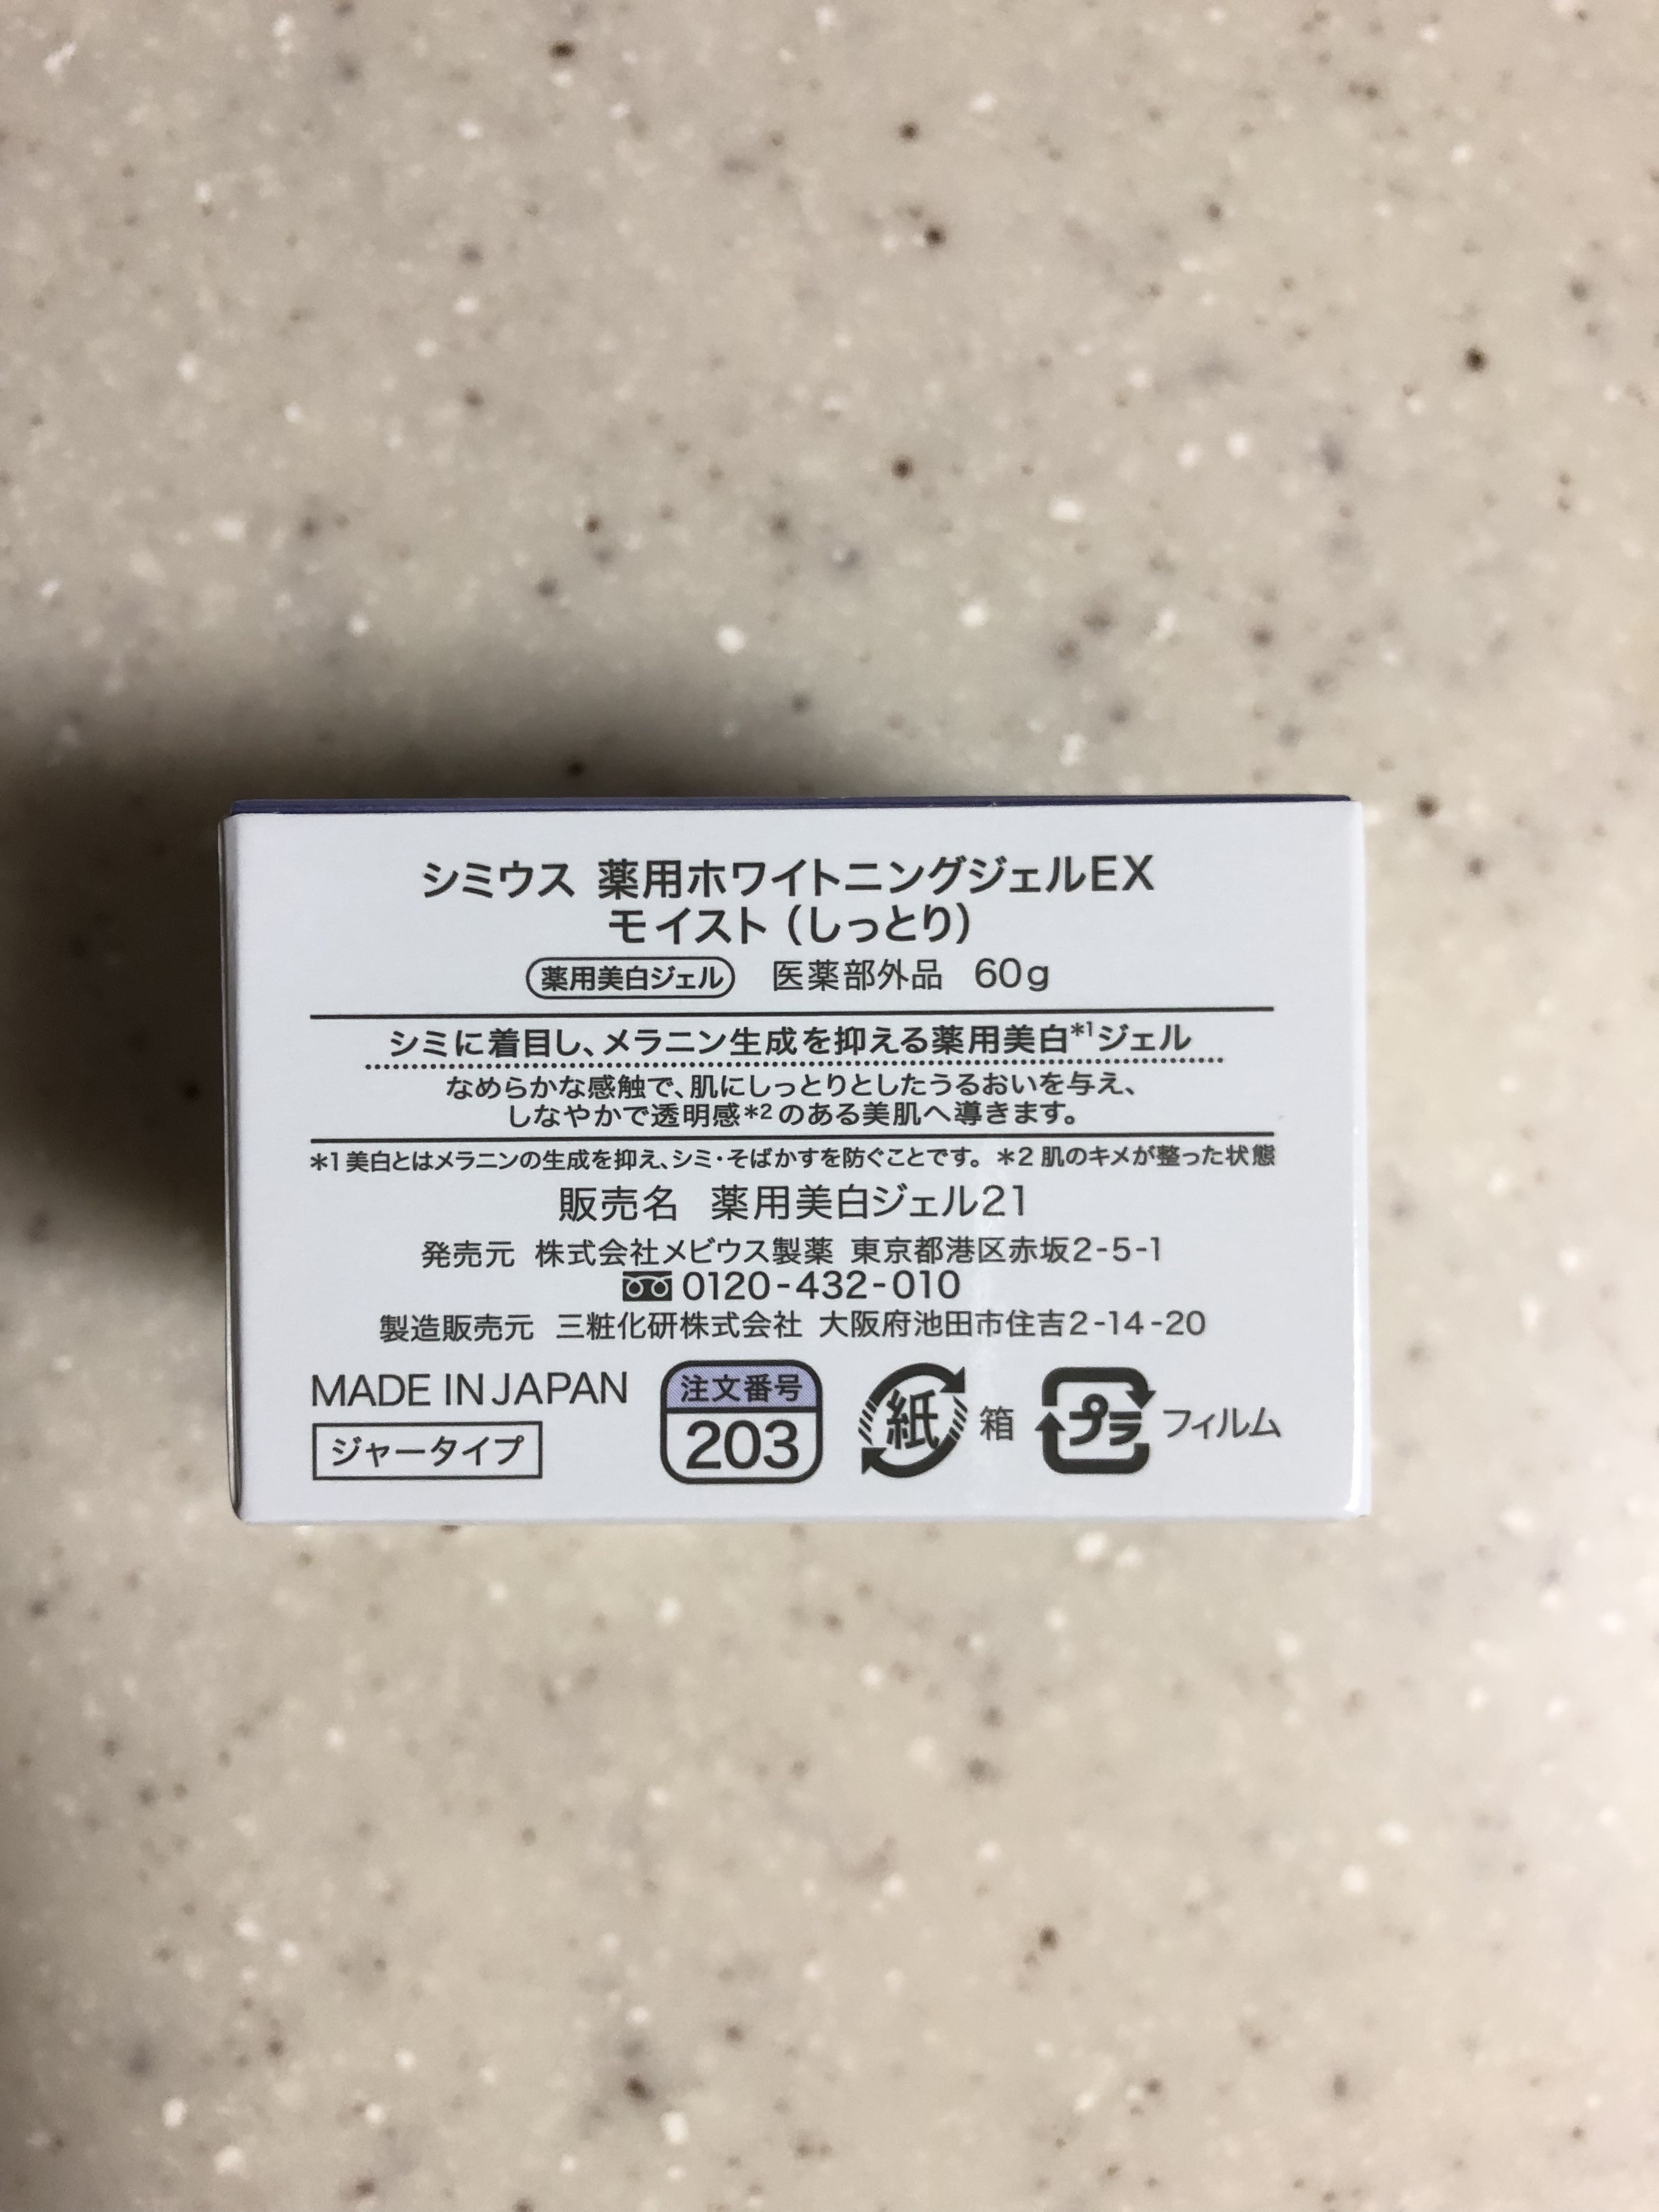 シミウス 薬用ホワイトニングジェルEX
モイスト（しっとり）
薬用美白ジェル 医薬部外品 60g
シミに着目し、メラニン生成を抑える薬用美白*1ジェル
なめらかな感触で、肌にしっとりとしたうるおいを与え、
しなやかで透明感*2のある美肌へ導きます。
*1 美白とはメラニンの生成を抑え、シミ・そばかすを防ぐことです。 *2 肌のキメが整った状態
販売名 薬用美白ジェル21
発売元 株式会社メビウス製薬 東京都港区赤坂2-5-1
0120-432-010
製造販売元 三粧化研株式会社 大阪府池田市住吉2-14-20
MADE IN JAPAN
ジャータイプ
注文番号
203
紙 箱
プラ フィルム